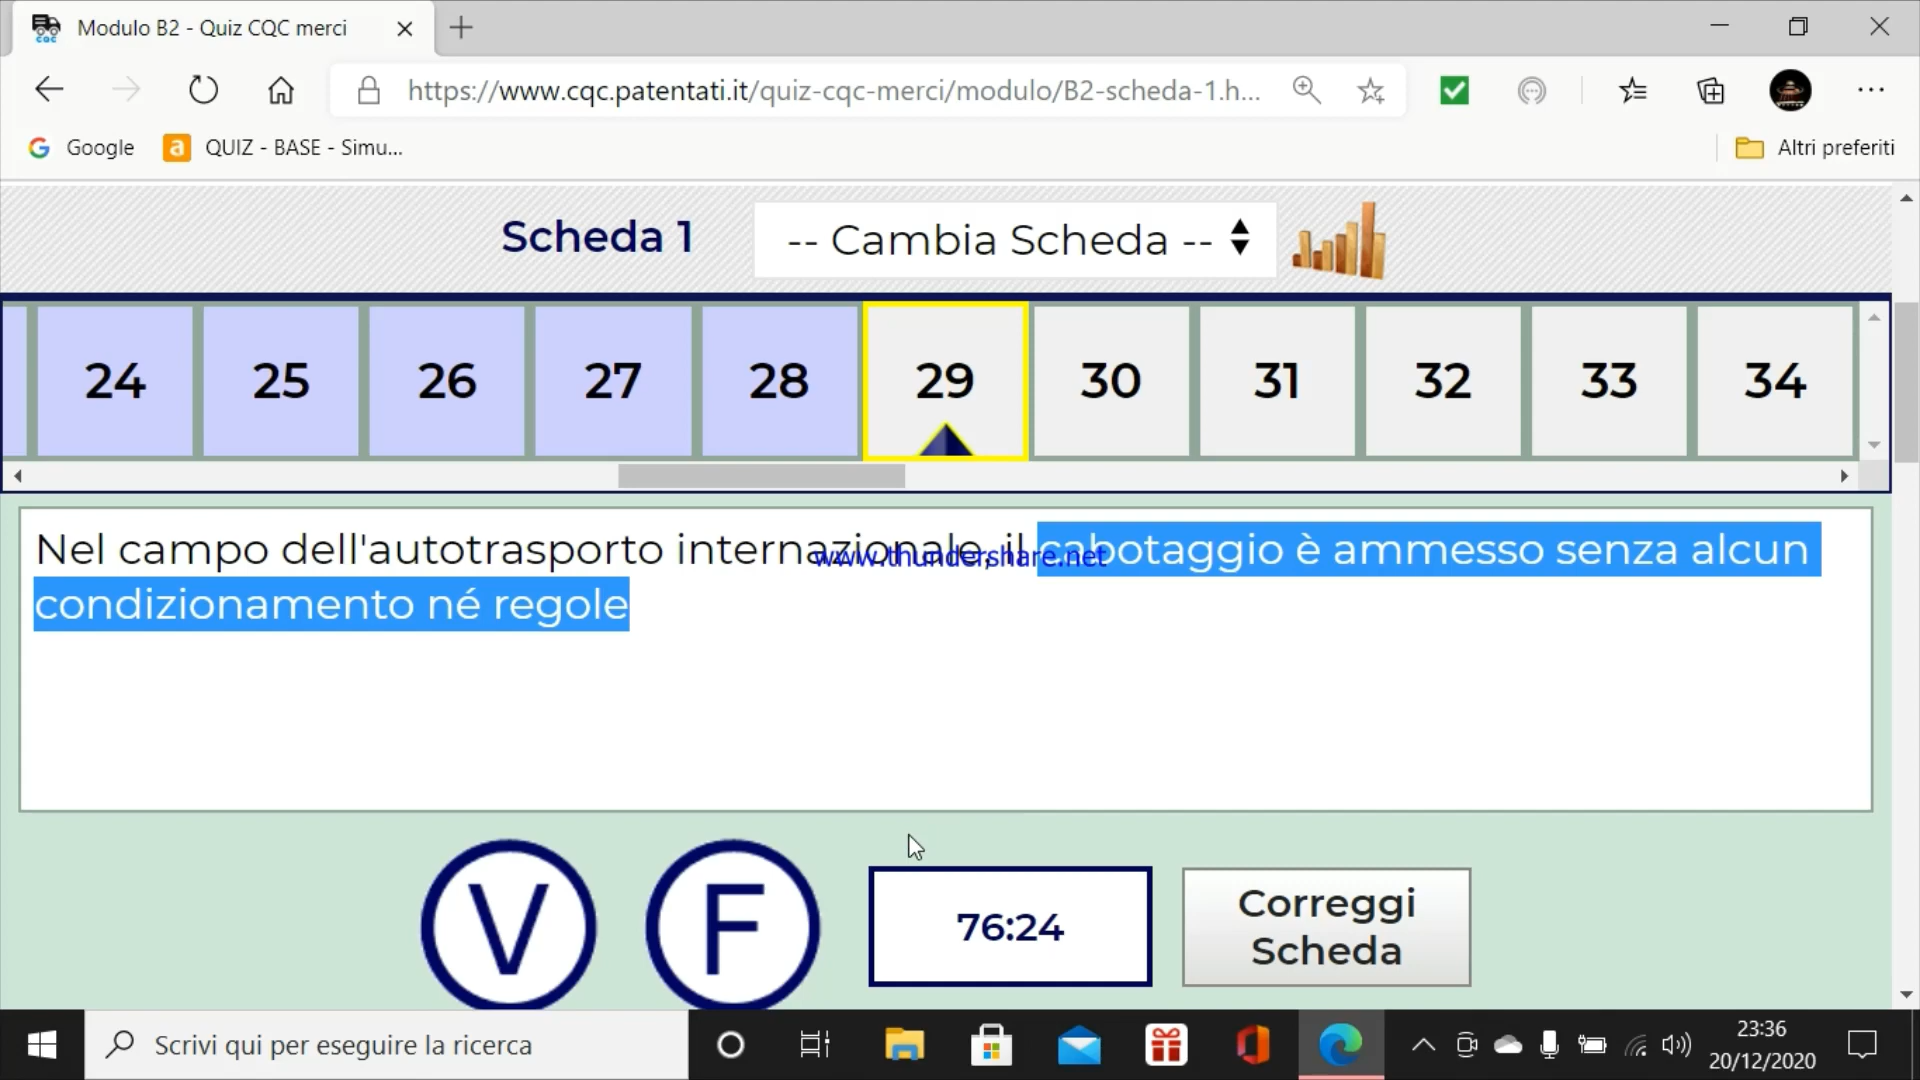 Modulo B2 - Quiz CQC merci
https://www.cqc.patentati.it/quiz-cqc-merci/modulo/B2-scheda-1.h...
Google
QUIZ - BASE - Simu...
Altri preferiti
Scheda 1
-- Cambia Scheda --
24 25 26 27 28 29 30 31 32 33 34
Nel campo dell'autotrasporto internazionale, il cabotaggio è ammesso senza alcun
www.thundershare.net
condizionamento né regole
V F
76:24
Correggi
Scheda
Scrivi qui per eseguire la ricerca
23:36
20/12/2020